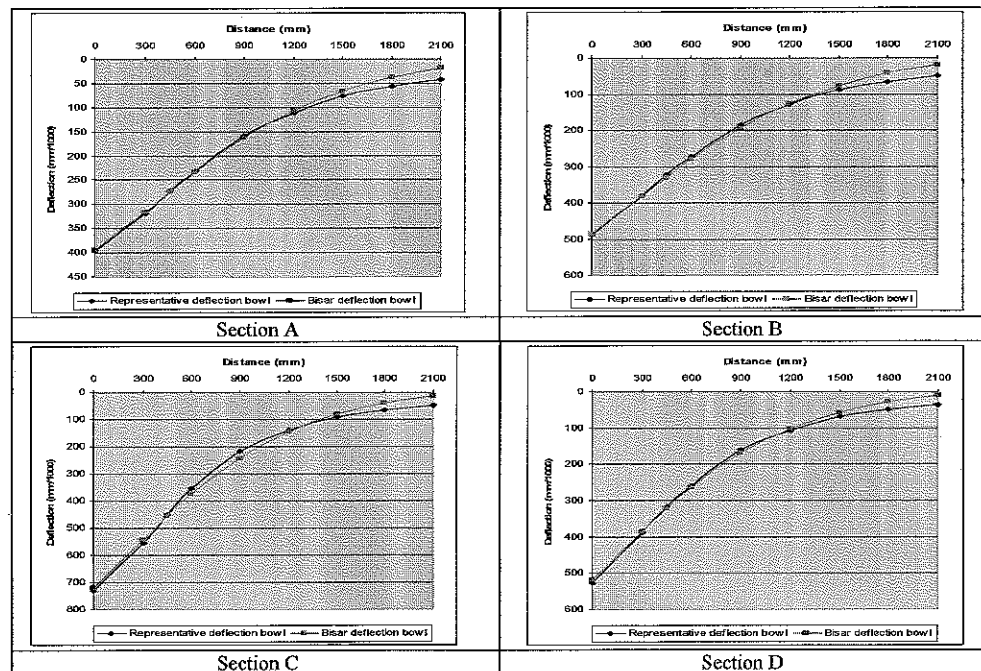 Distance (mm)
0 300 600 900 1200 1500 1800 2100
0
50
100
150
200
250
300
350
400
450
Deflection (mm/1000)
Representative deflection bowl Bisar deflection bowl
Section A
Distance (mm)
0 300 600 900 1200 1500 1800 2100
0
100
200
300
400
500
600
Deflection (mm/1000)
Representative deflection bowl Bisar deflection bowl
Section B
Distance (mm)
0 300 600 900 1200 1500 1800 2100
0
100
200
300
400
500
600
700
800
Deflection (mm/1000)
Representative deflection bowl Bisar deflection bowl
Section C
Distance (mm)
0 300 600 900 1200 1500 1800 2100
0
100
200
300
400
500
600
Deflection (mm/1000)
Representative deflection bowl Bisar deflection bowl
Section D